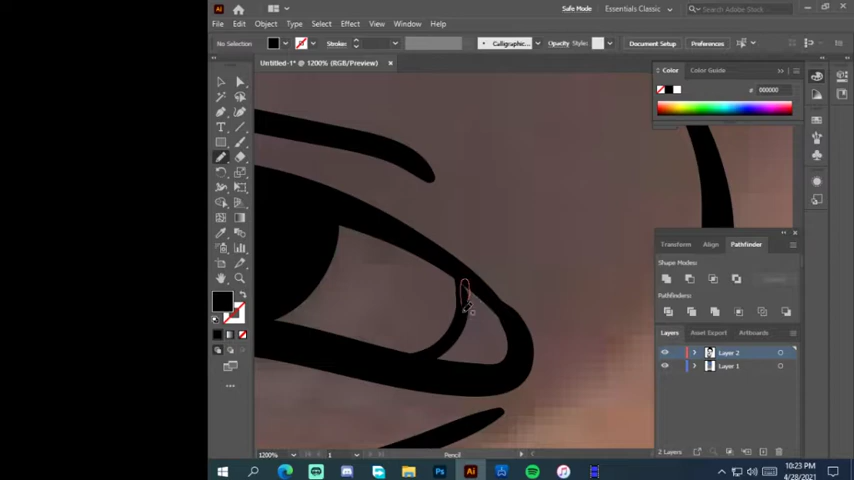 Ai
Safe Mode
Essentials Classic
Search Adobe Stock
File Edit Object Type Select Effect View Window Help
No Selection
Stroke:
Calligraphic...
Opacity
Style:
Document Setup
Preferences
Untitled-1* @ 1200% (RGB/Preview)
Color
Color Guide
# 000000
Transform
Align
Pathfinder
Shape Modes:
Pathfinders:
Layers
Asset Export
Artboards
Layer 2
Layer 1
2 Layers
1200%
1
Pencil
Ps
Ai
10:23 PM
4/28/2021